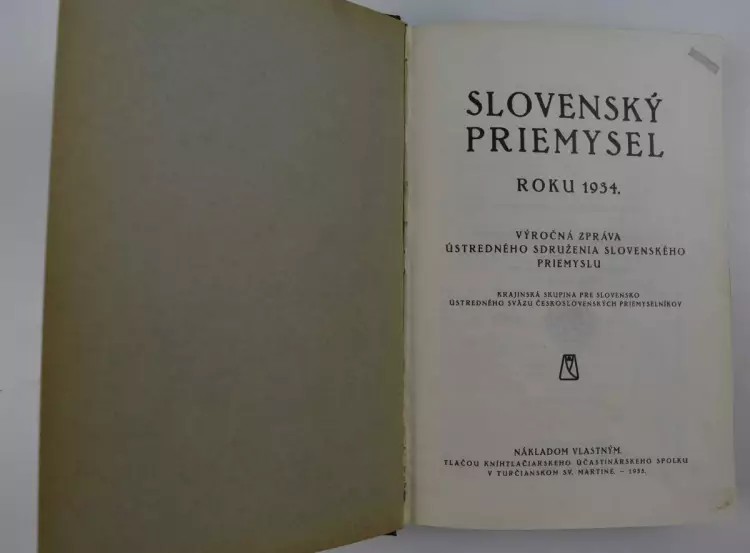 SLOVENSKÝ
PRIEMYSEL
ROKU 1934.
VÝROČNÁ ZPRÁVA
ÚSTREDNÉHO SDRUŽENIA SLOVENSKÉHO
PRIEMYSLU
KRAJINSKÁ SKUPINA PRE SLOVENSKO
ÚSTREDNÉHO SVÄZU ČESKOSLOVENSKÝCH PRIEMYSELNÍKOV
NÁKLADOM VLASTNÝM.
TLAČOU KNÍHTLAČIARSKEHO ÚČASTINÁRSKEHO SPOLKU
V TURČIANSKOM SV. MARTINE. – 1935.